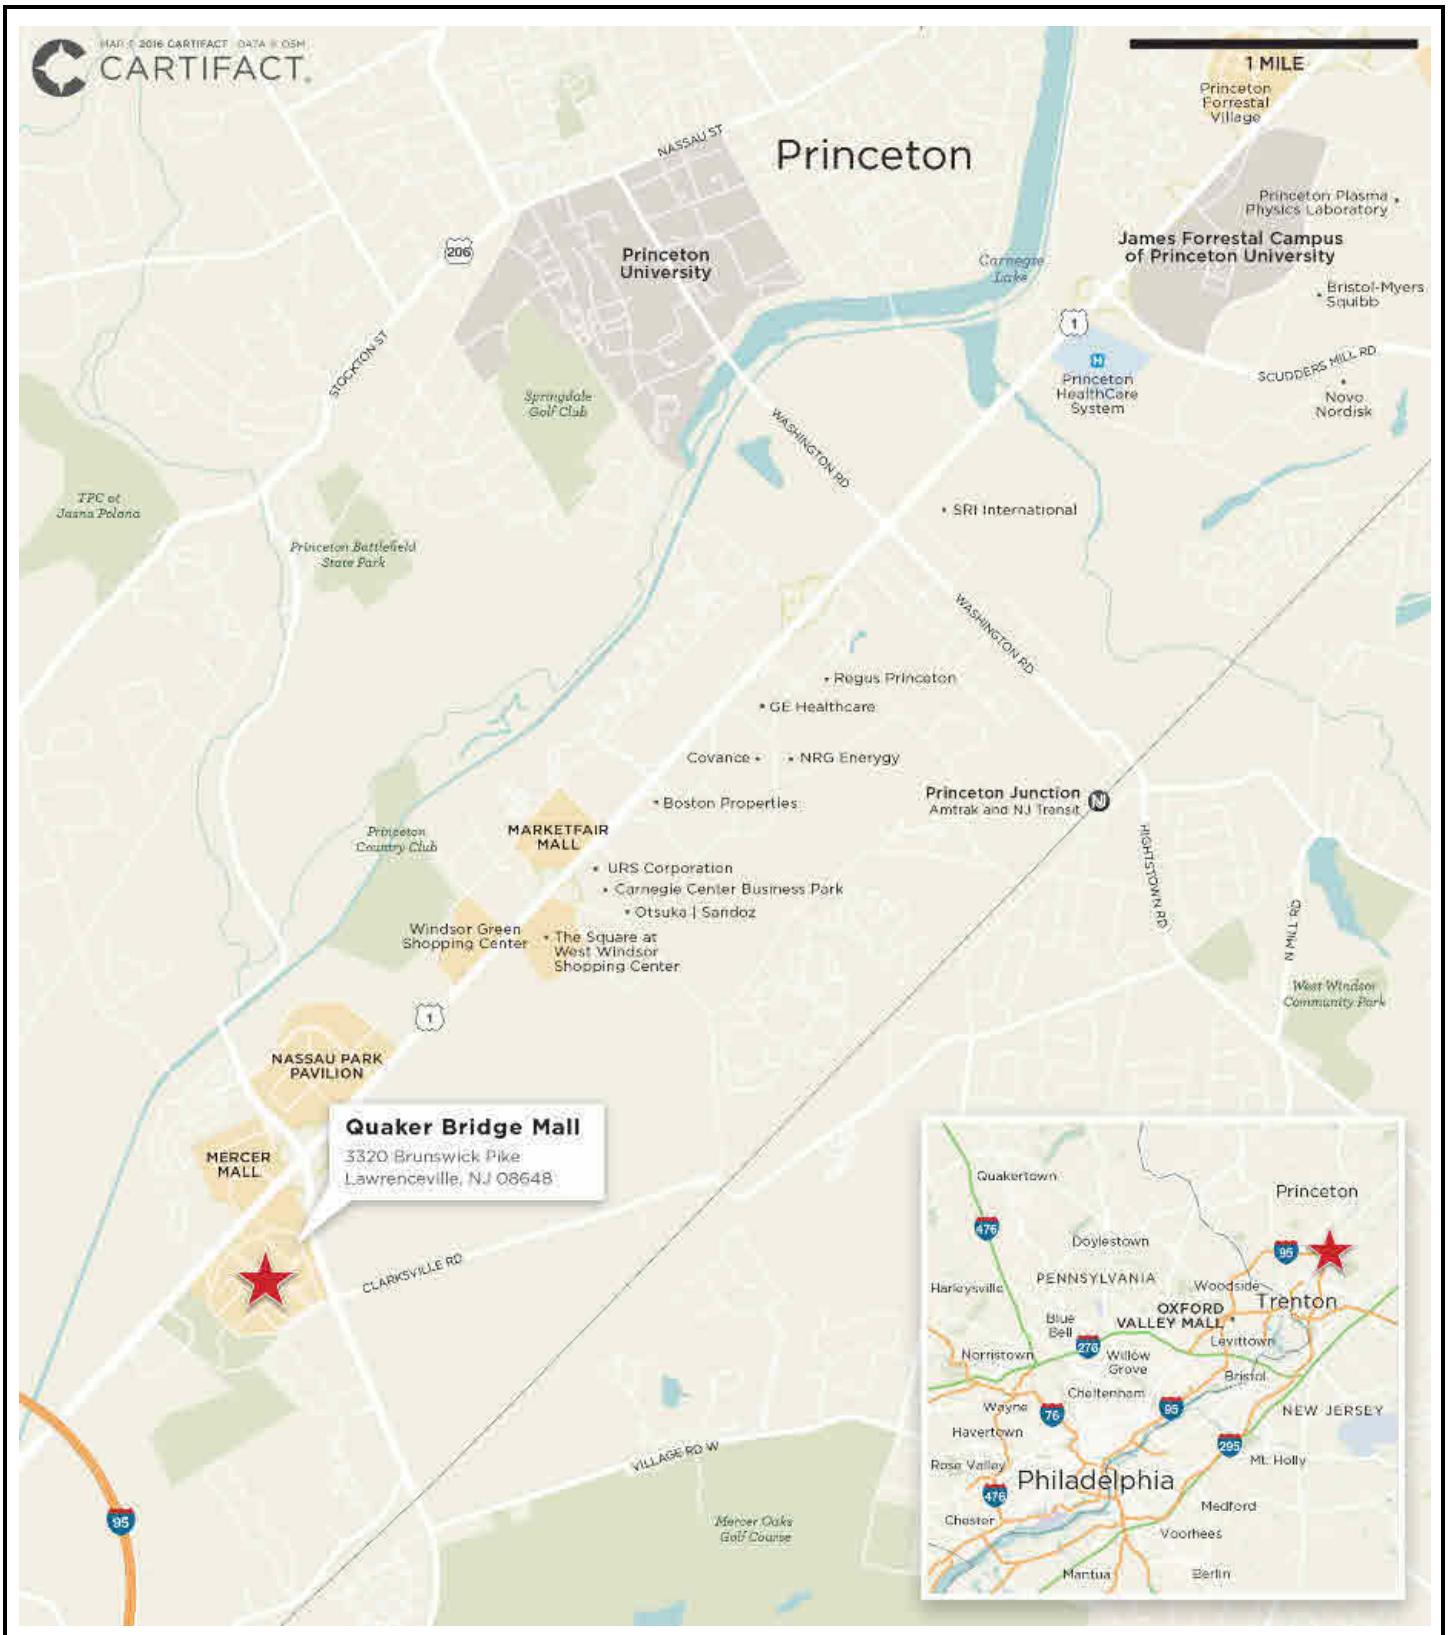 MAP © 2016 CARTIFACT DATA © OSM
CARTIFACT®
1 MILE
Princeton
Forrestal
Village
NASSAU ST
Princeton
Princeton Plasma
Physics Laboratory
James Forrestal Campus
of Princeton University
206
Princeton
University
Carnegie
Lake
Bristol-Myers
Squibb
1
STOCKTON ST
H
Princeton
HealthCare
System
SCUDDERS MILL RD
Novo
Nordisk
Springdale
Golf Club
WASHINGTON RD
TPC at
Jasna Polana
SRI International
Princeton Battlefield
State Park
WASHINGTON RD
Regus Princeton
GE Healthcare
Covance
NRG Enerygy
Princeton Junction
Amtrak and NJ Transit
NJ
Boston Properties
MARKETFAIR
MALL
Princeton
Country Club
HIGHTSTOWN RD
URS Corporation
Carnegie Center Business Park
Otsuka | Sandoz
N MILL RD
Windsor Green
Shopping Center
The Square at
West Windsor
Shopping Center
West Windsor
Community Park
1
NASSAU PARK
PAVILION
Quaker Bridge Mall
3320 Brunswick Pike
Lawrenceville, NJ 08648
MERCER
MALL
CLARKSVILLE RD
VILLAGE RD W
95
Mercer Oaks
Golf Course
Quakertown
Princeton
476
Doylestown
95
PENNSYLVANIA
Harleysville
Woodside
Trenton
OXFORD
VALLEY MALL
Blue
Bell
276
Levittown
Norristown
Willow
Grove
Bristol
Cheltenham
Wayne
76
95
NEW JERSEY
Havertown
295
Mt. Holly
Rose Valley
Philadelphia
476
Medford
Chester
Voorhees
Mantua
Berlin